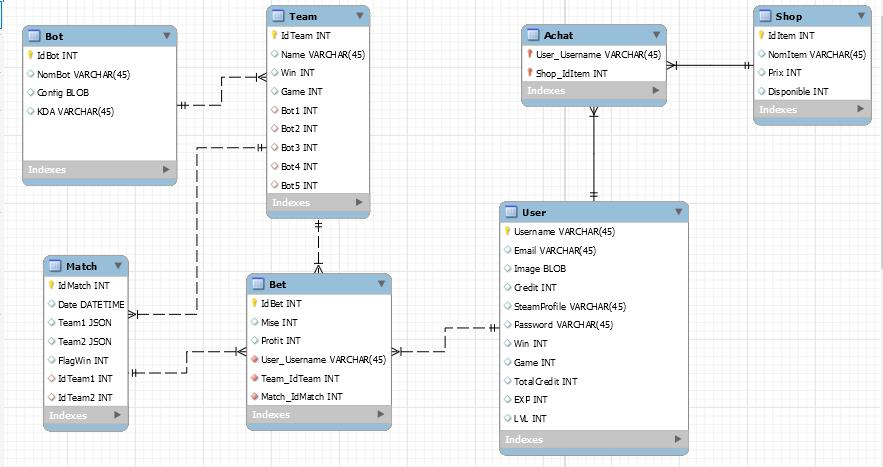 Bot
IdBot INT
NomBot VARCHAR(45)
Config BLOB
KDA VARCHAR(45)
Indexes
Team
IdTeam INT
Name VARCHAR(45)
Win INT
Game INT
Bot1 INT
Bot2 INT
Bot3 INT
Bot4 INT
Bot5 INT
Indexes
Achat
User_Username VARCHAR(45)
Shop_IdItem INT
Indexes
Shop
IdItem INT
NomItem VARCHAR(45)
Prix INT
Disponible INT
Indexes
Match
IdMatch INT
Date DATETIME
Team1 JSON
Team2 JSON
FlagWin INT
IdTeam1 INT
IdTeam2 INT
Indexes
Bet
IdBet INT
Mise INT
Profit INT
User_Username VARCHAR(45)
Team_IdTeam INT
Match_IdMatch INT
Indexes
User
Username VARCHAR(45)
Email VARCHAR(45)
Image BLOB
Credit INT
SteamProfile VARCHAR(45)
Password VARCHAR(45)
Win INT
Game INT
TotalCredit INT
EXP INT
LVL INT
Indexes